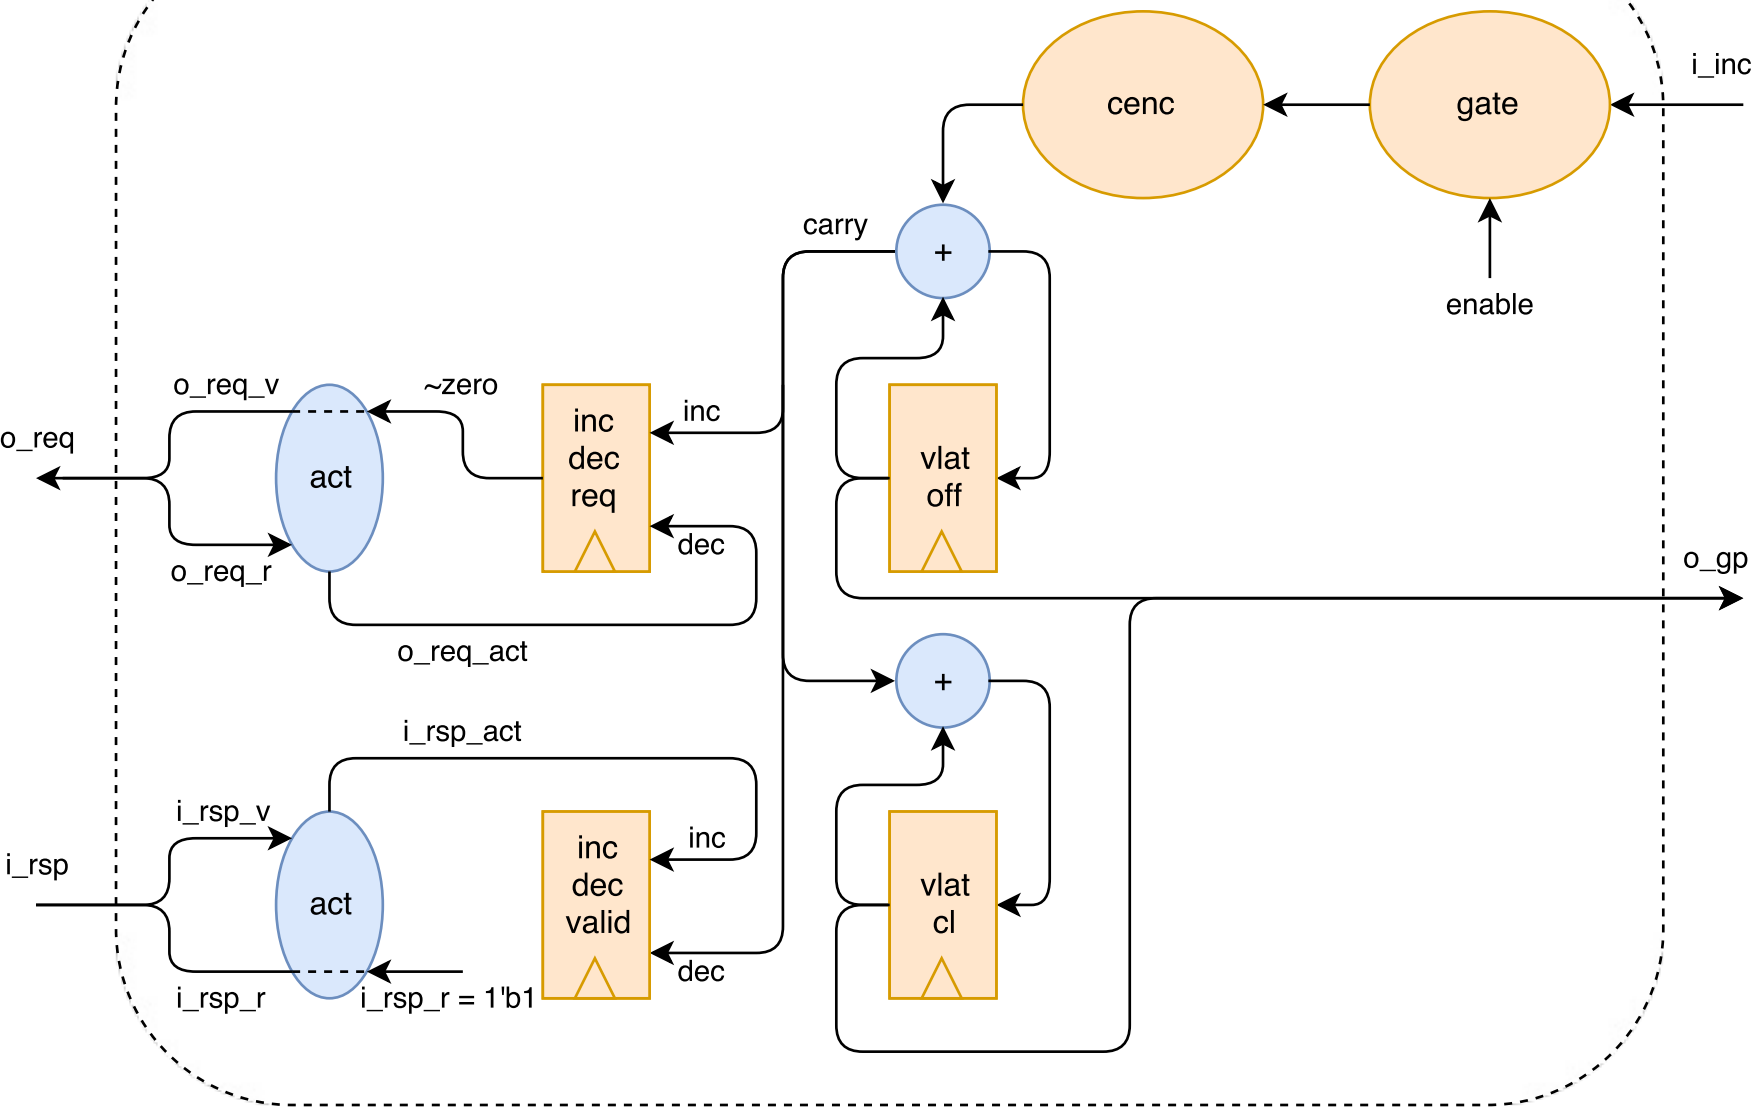 i_inc
cenc
gate
carry
+
enable
o_req_v
~zero
inc
dec
req
inc
o_req
act
vlat
off
dec
o_req_r
o_gp
o_req_act
+
i_rsp_act
i_rsp_v
inc
dec
valid
inc
i_rsp
act
vlat
cl
dec
i_rsp_r
i_rsp_r = 1"b1